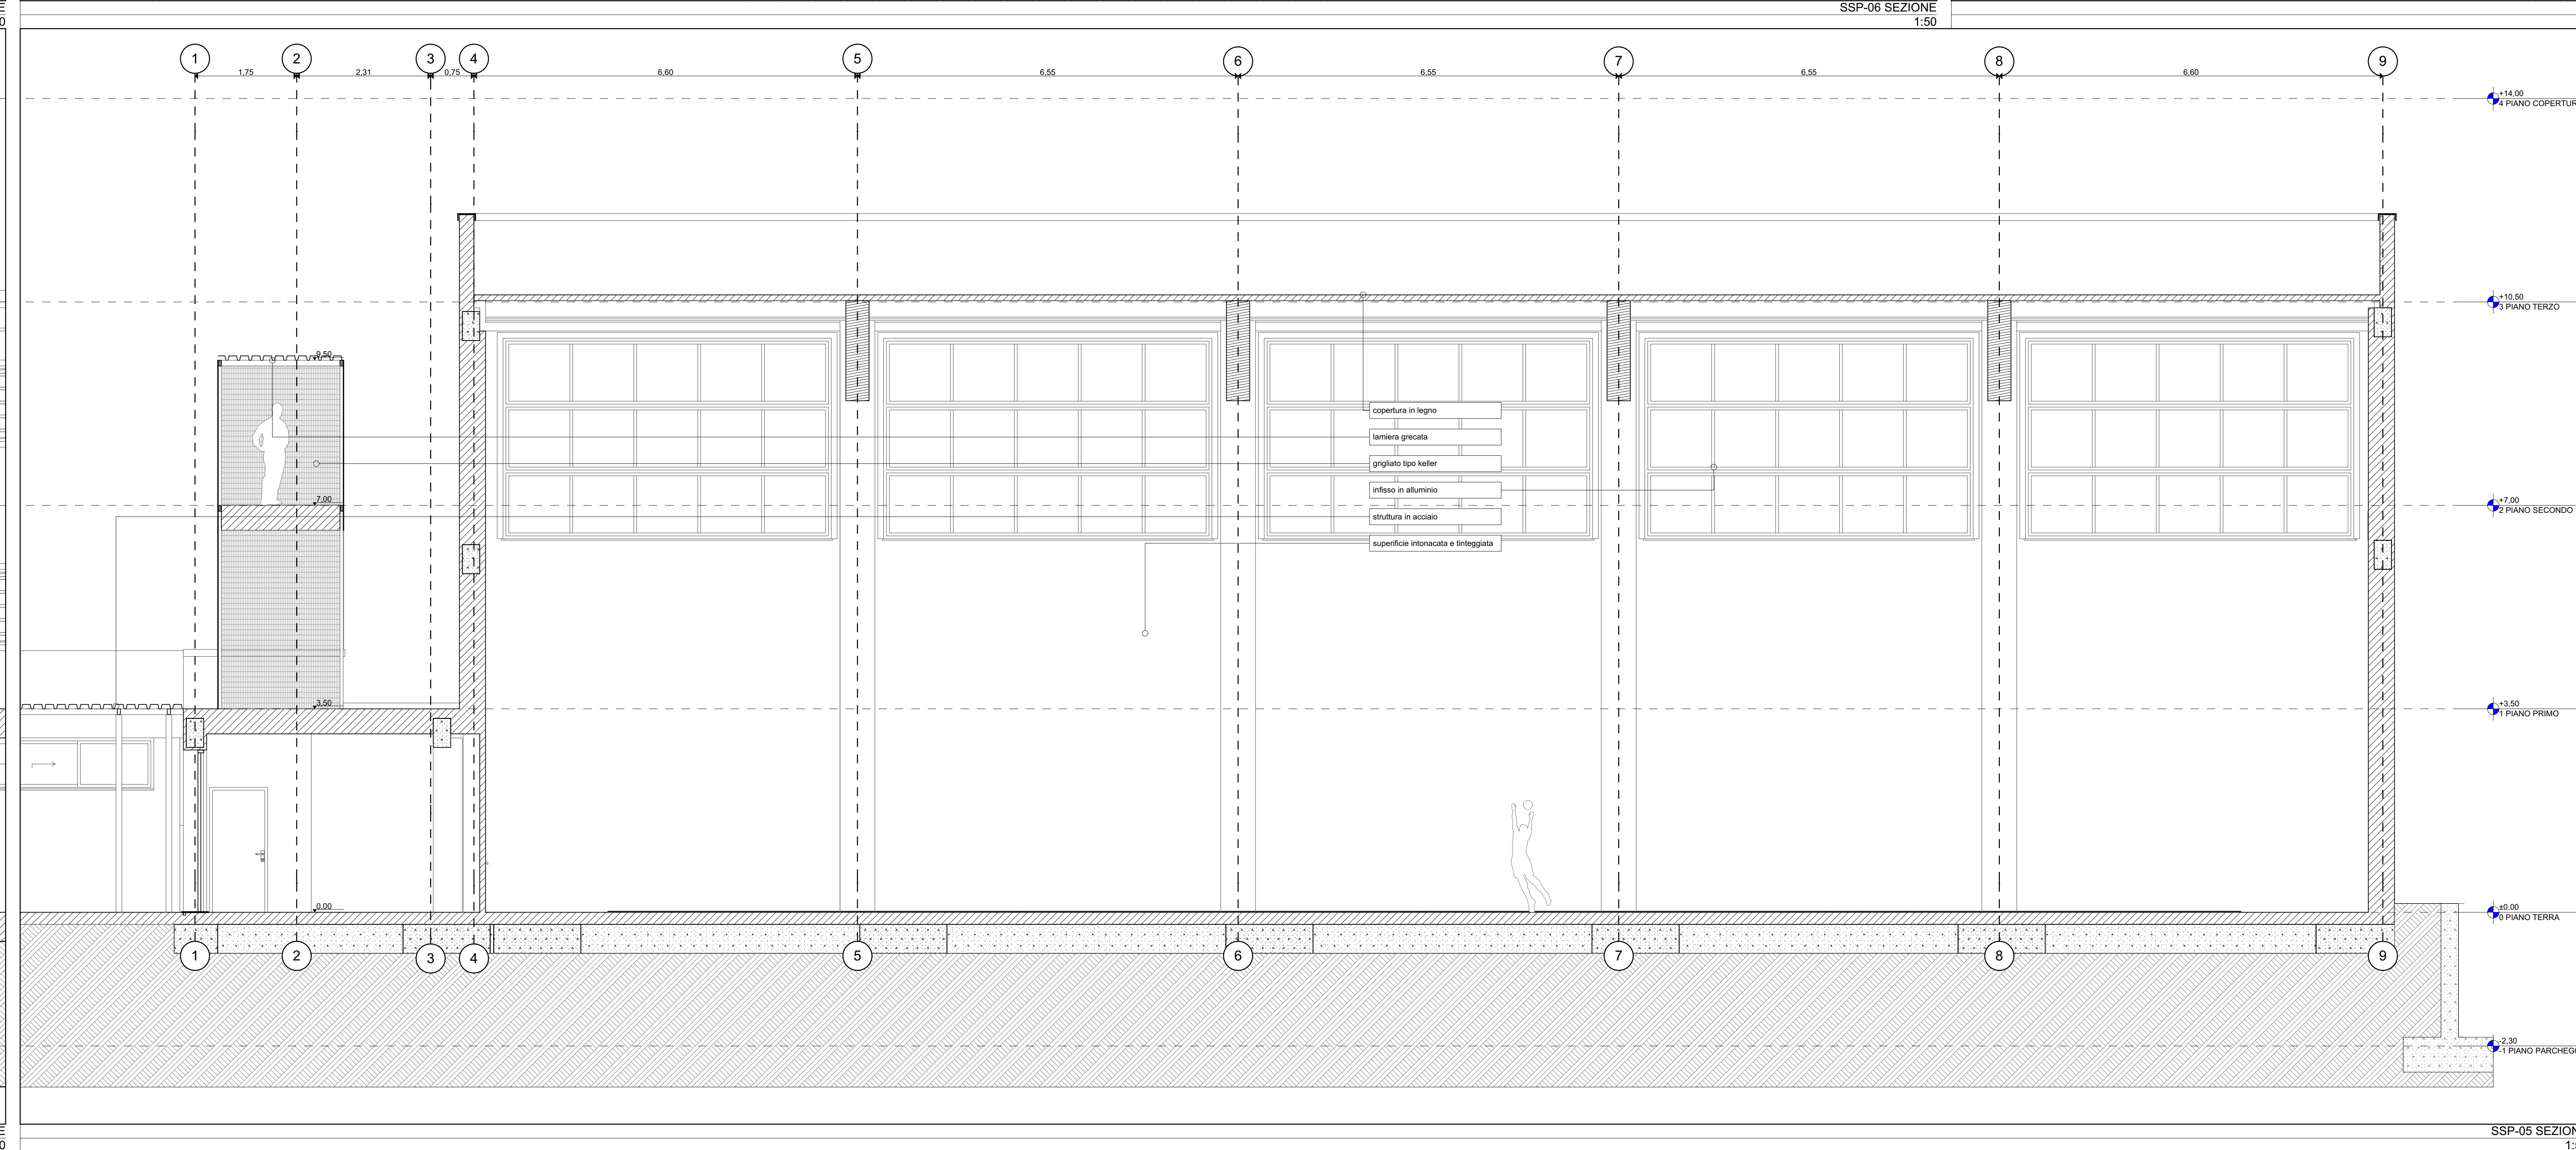 SSP-06 SEZIONE
1:50
E
0
1 2 3 4 5 6 7 8 9
1,75 2,31 0,75 6,60 6,55 6,55 6,55 6,60
+14,00
4 PIANO COPERTUR
+10,50
3 PIANO TERZO
9,50
copertura in legno
lamiera grecata
grigliato tipo keller
infisso in alluminio
7,00
+7,00
2 PIANO SECONDO
struttura in acciaio
superificie intonacata e tinteggiata
3,50
+3,50
1 PIANO PRIMO
0,00
±0,00
0 PIANO TERRA
1 2 3 4 5 6 7 8 9
-2,30
-1 PIANO PARCHEG
E
0
SSP-05 SEZION
1: